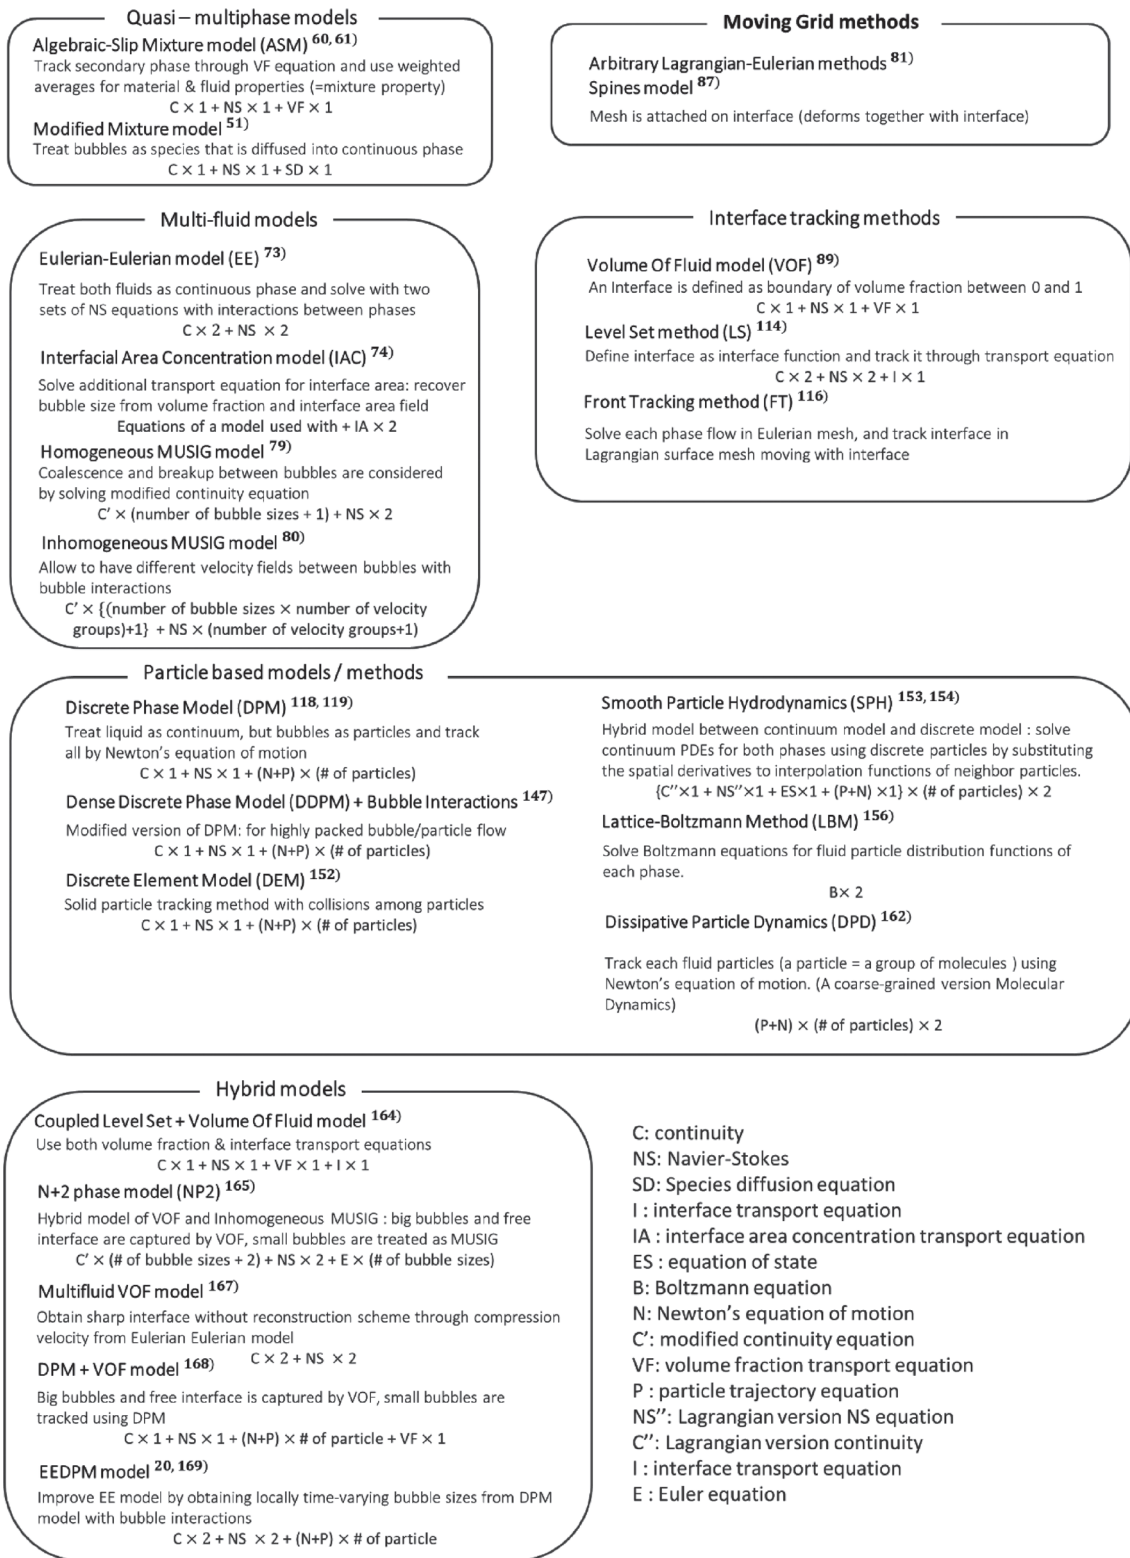 Quasi – multiphase models
Algebraic-Slip Mixture model (ASM) 60, 61)
Track secondary phase through VF equation and use weighted
averages for material & fluid properties (=mixture property)
C × 1 + NS × 1 + VF × 1
Modified Mixture model 51)
Treat bubbles as species that is diffused into continuous phase
C × 1 + NS × 1 + SD × 1
Moving Grid methods
Arbitrary Lagrangian-Eulerian methods 81)
Spines model 87)
Mesh is attached on interface (deforms together with interface)
Multi-fluid models
Eulerian-Eulerian model (EE) 73)
Treat both fluids as continuous phase and solve with two
sets of NS equations with interactions between phases
C × 2 + NS × 2
Interfacial Area Concentration model (IAC) 74)
Solve additional transport equation for interface area: recover
bubble size from volume fraction and interface area field
Equations of a model used with + IA × 2
Homogeneous MUSIG model 79)
Coalescence and breakup between bubbles are considered
by solving modified continuity equation
C' × (number of bubble sizes + 1) + NS × 2
Inhomogeneous MUSIG model 80)
Allow to have different velocity fields between bubbles with
bubble interactions
C' × {(number of bubble sizes × number of velocity
groups)+1} + NS × (number of velocity groups+1)
Interface tracking methods
Volume Of Fluid model (VOF) 89)
An Interface is defined as boundary of volume fraction between 0 and 1
C × 1 + NS × 1 + VF × 1
Level Set method (LS) 114)
Define interface as interface function and track it through transport equation
C × 2 + NS × 2 + I × 1
Front Tracking method (FT) 116)
Solve each phase flow in Eulerian mesh, and track interface in
Lagrangian surface mesh moving with interface
Particle based models / methods
Discrete Phase Model (DPM) 118, 119)
Treat liquid as continuum, but bubbles as particles and track
all by Newton's equation of motion
C × 1 + NS × 1 + (N+P) × (# of particles)
Dense Discrete Phase Model (DDPM) + Bubble Interactions 147)
Modified version of DPM: for highly packed bubble/particle flow
C × 1 + NS × 1 + (N+P) × (# of particles)
Discrete Element Model (DEM) 152)
Solid particle tracking method with collisions among particles
C × 1 + NS × 1 + (N+P) × (# of particles)
Smooth Particle Hydrodynamics (SPH) 153, 154)
Hybrid model between continuum model and discrete model : solve
continuum PDEs for both phases using discrete particles by substituting
the spatial derivatives to interpolation functions of neighbor particles.
{C''×1 + NS''×1 + ES×1 + (P+N) ×1} × (# of particles) × 2
Lattice-Boltzmann Method (LBM) 156)
Solve Boltzmann equations for fluid particle distribution functions of
each phase.
B× 2
Dissipative Particle Dynamics (DPD) 162)
Track each fluid particles (a particle = a group of molecules ) using
Newton's equation of motion. (A coarse-grained version Molecular
Dynamics)
(P+N) × (# of particles) × 2
Hybrid models
Coupled Level Set + Volume Of Fluid model 164)
Use both volume fraction & interface transport equations
C × 1 + NS × 1 + VF × 1 + I × 1
N+2 phase model (NP2) 165)
Hybrid model of VOF and Inhomogeneous MUSIG : big bubbles and free
interface are captured by VOF, small bubbles are treated as MUSIG
C' × (# of bubble sizes + 2) + NS × 2 + E × (# of bubble sizes)
Multifluid VOF model 167)
Obtain sharp interface without reconstruction scheme through compression
velocity from Eulerian Eulerian model
C × 2 + NS × 2
DPM + VOF model 168)
Big bubbles and free interface is captured by VOF, small bubbles are
tracked using DPM
C × 1 + NS × 1 + (N+P) × # of particle + VF × 1
EEDPM model 20, 169)
Improve EE model by obtaining locally time-varying bubble sizes from DPM
model with bubble interactions
C × 2 + NS × 2 + (N+P) × # of particle
C: continuity
NS: Navier-Stokes
SD: Species diffusion equation
I : interface transport equation
IA : interface area concentration transport equation
ES : equation of state
B: Boltzmann equation
N: Newton's equation of motion
C': modified continuity equation
VF: volume fraction transport equation
P : particle trajectory equation
NS'': Lagrangian version NS equation
C'': Lagrangian version continuity
I : interface transport equation
E : Euler equation